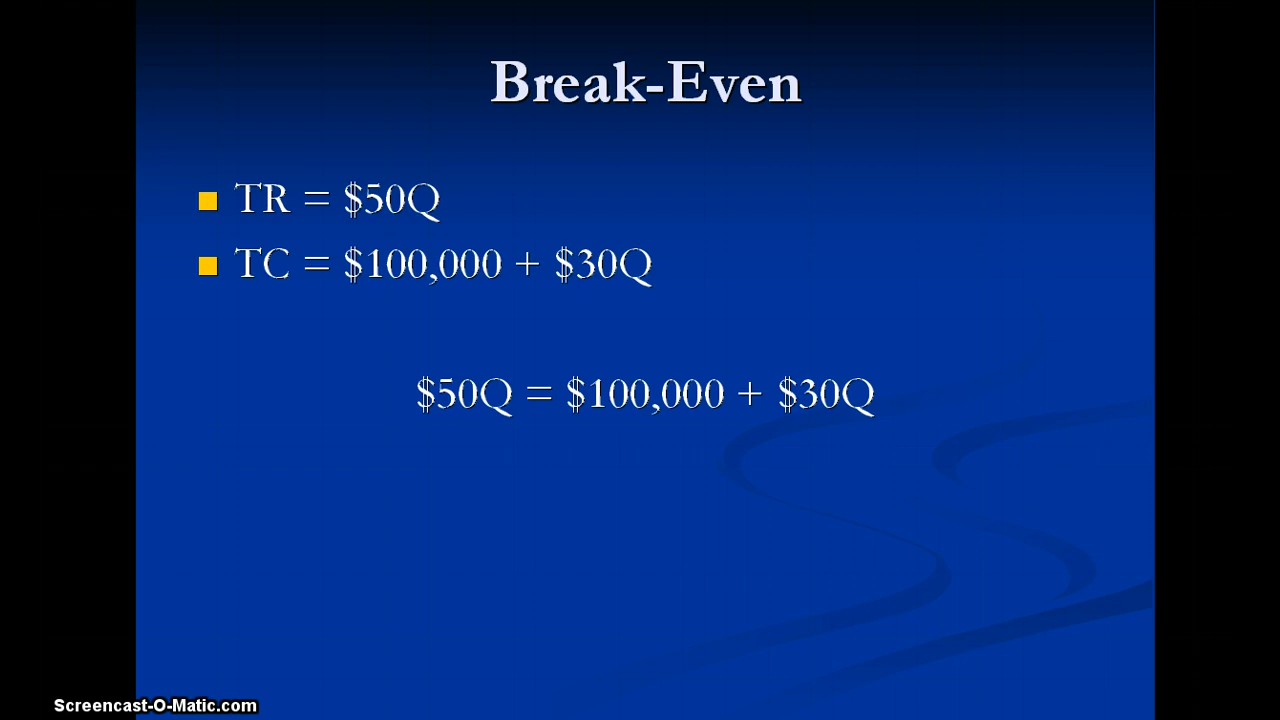 Break-Even
TR = $50Q
TC = $100,000 + $30Q
$50Q = $100,000 + $30Q
Screencast-O-Matic.com